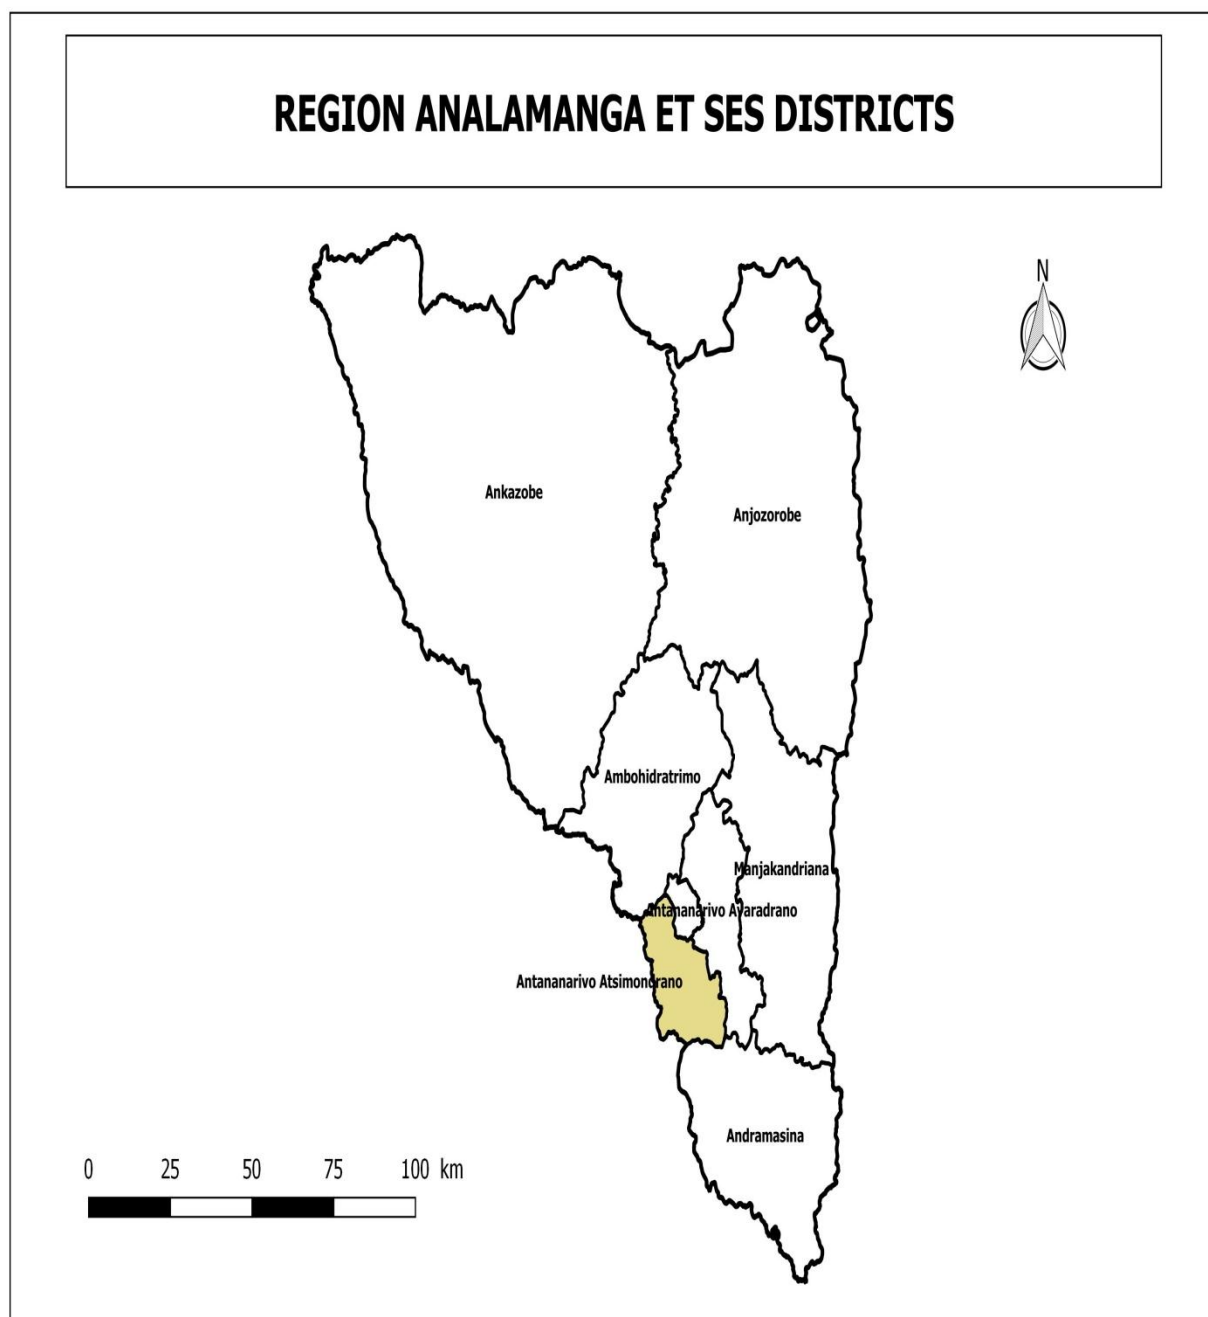 REGION ANALAMANGA ET SES DISTRICTS
N
Ankazobe
Anjozorobe
Ambohidratrimo
Manjakandriana
Antananarivo Avaradrano
Antananarivo Atsimondrano
Andramasina
0 25 50 75 100 km